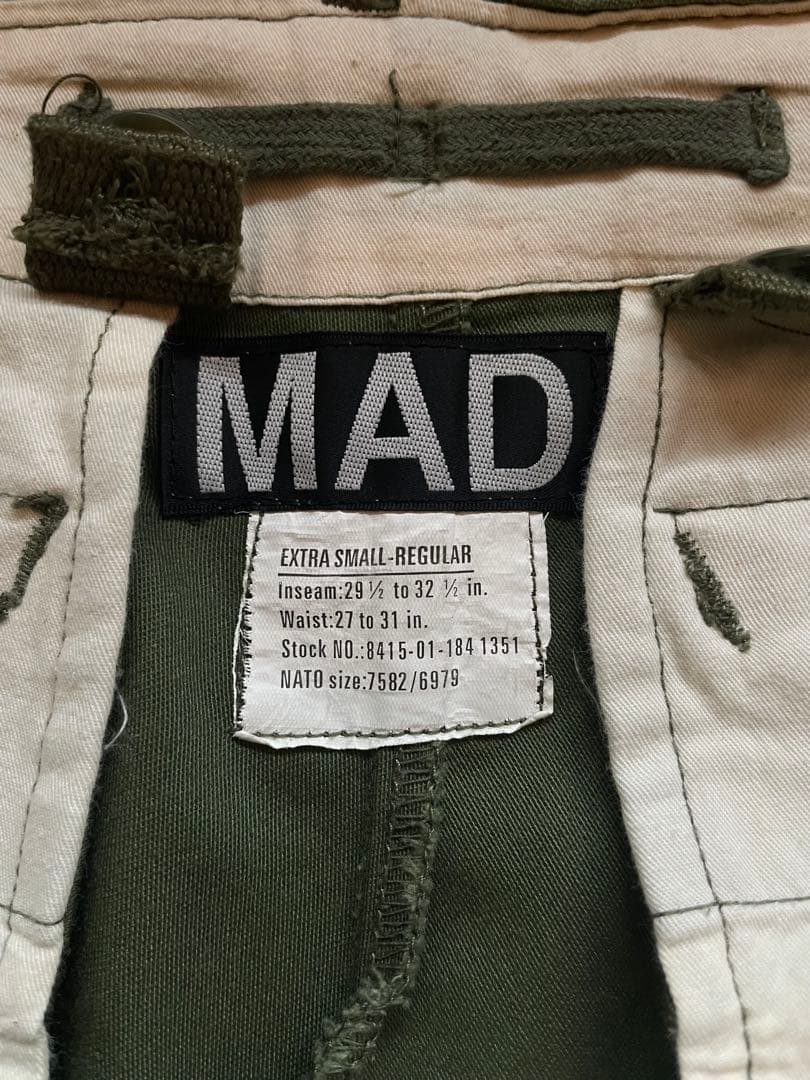 MAD
EXTRA SMALL-REGULAR
Inseam:29 ½ to 32 ½ in.
Waist:27 to 31 in.
Stock NO.:8415-01-184 1351
NATO size:7582/6979